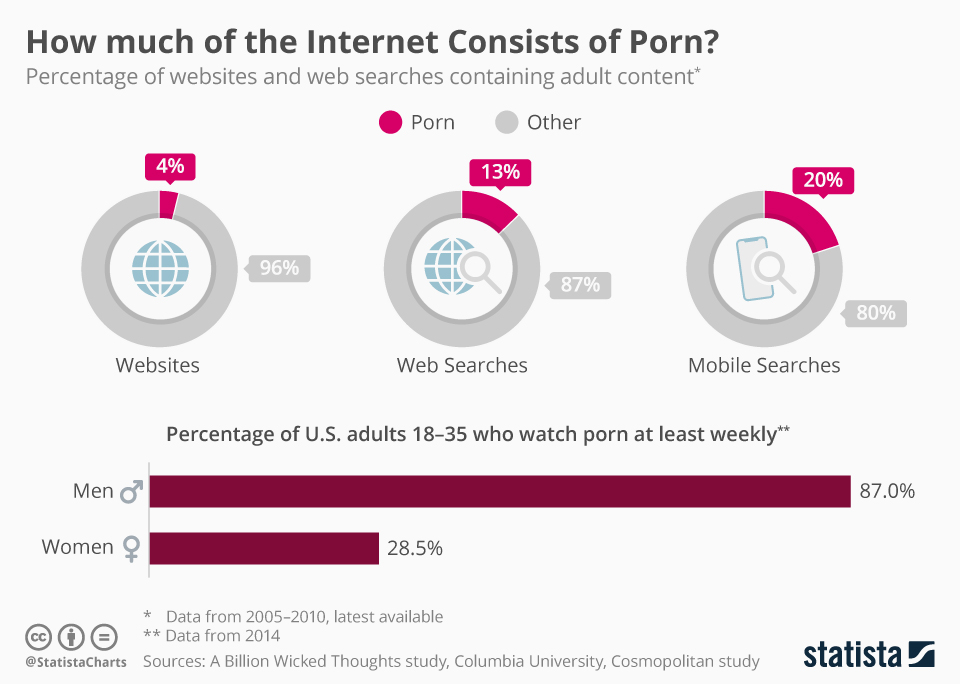 How much of the Internet Consists of Porn?
Percentage of websites and web searches containing adult content*
Porn Other
4% 13% 20%
96% 87% 80%
Websites Web Searches Mobile Searches
Percentage of U.S. adults 18–35 who watch porn at least weekly**
Men 87.0%
Women 28.5%
* Data from 2005–2010, latest available
** Data from 2014
cc
@StatistaCharts Sources: A Billion Wicked Thoughts study, Columbia University, Cosmopolitan study
statista